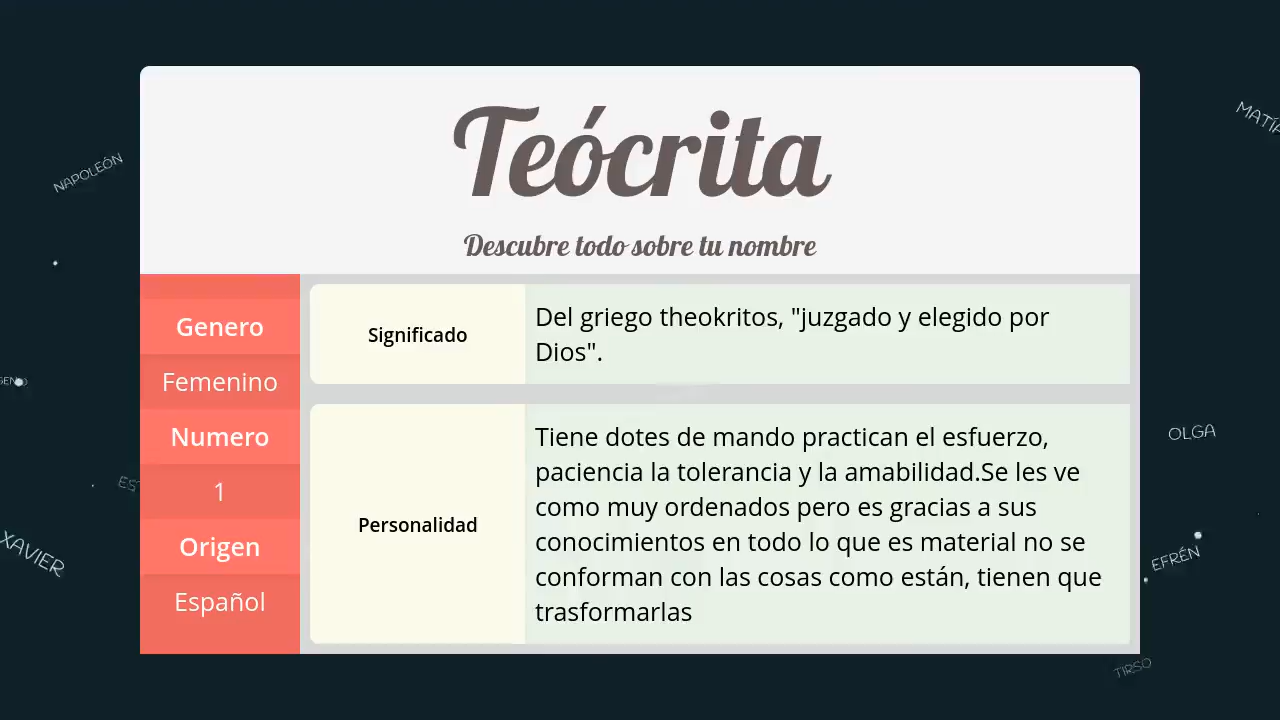 Teócrita
Descubre todo sobre tu nombre
Genero
Femenino
Numero
1
Origen
Español
Significado
Del griego theokritos, "juzgado y elegido por
Dios".
Personalidad
Tiene dotes de mando practican el esfuerzo,
paciencia la tolerancia y la amabilidad.Se les ve
como muy ordenados pero es gracias a sus
conocimientos en todo lo que es material no se
conforman con las cosas como están, tienen que
trasformarlas
NAPOLEÓN
XAVIER
OLGA
EFRÉN
TIRSO